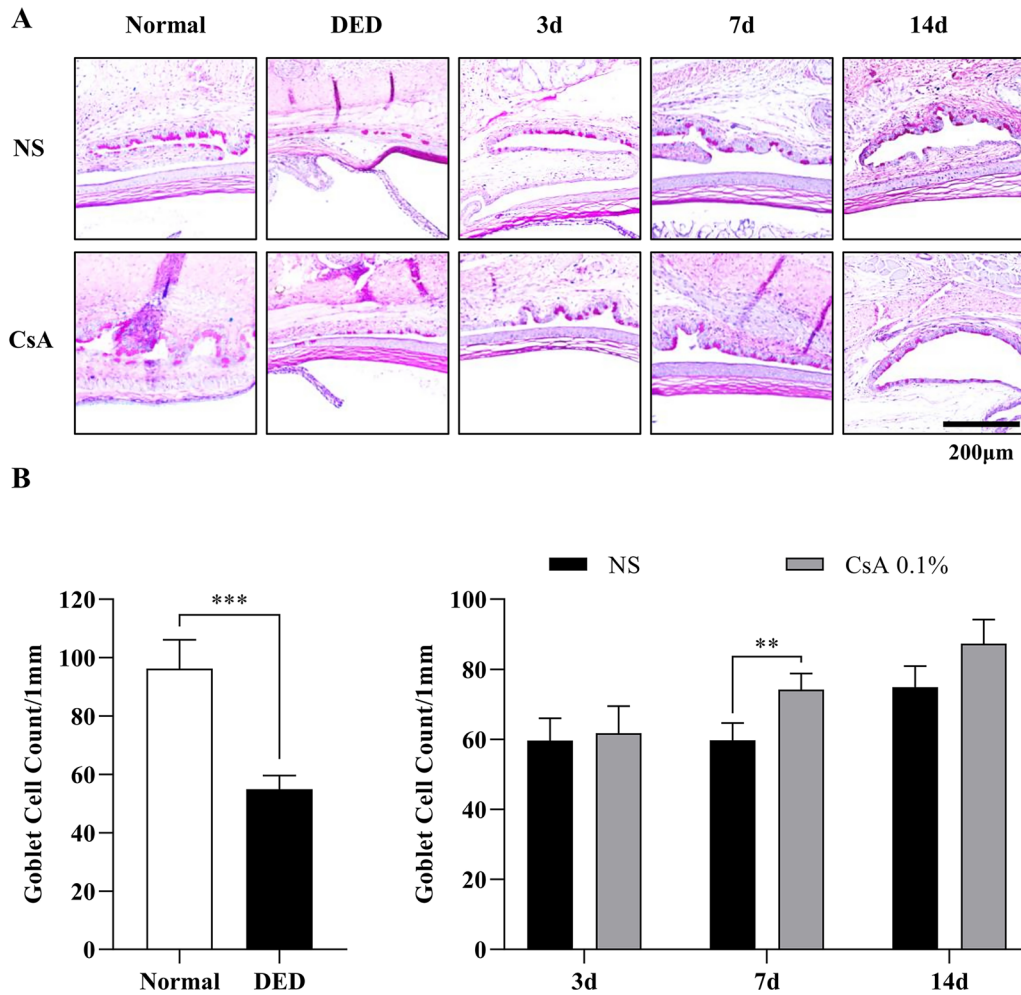 A
Normal DED 3d 7d 14d
NS
CsA
200μm
B
NS CsA 0.1%
Goblet Cell Count/1mm
120
100
80
60
40
20
0
***
Normal DED
Goblet Cell Count/1mm
100
80
60
40
20
0
**
3d 7d 14d